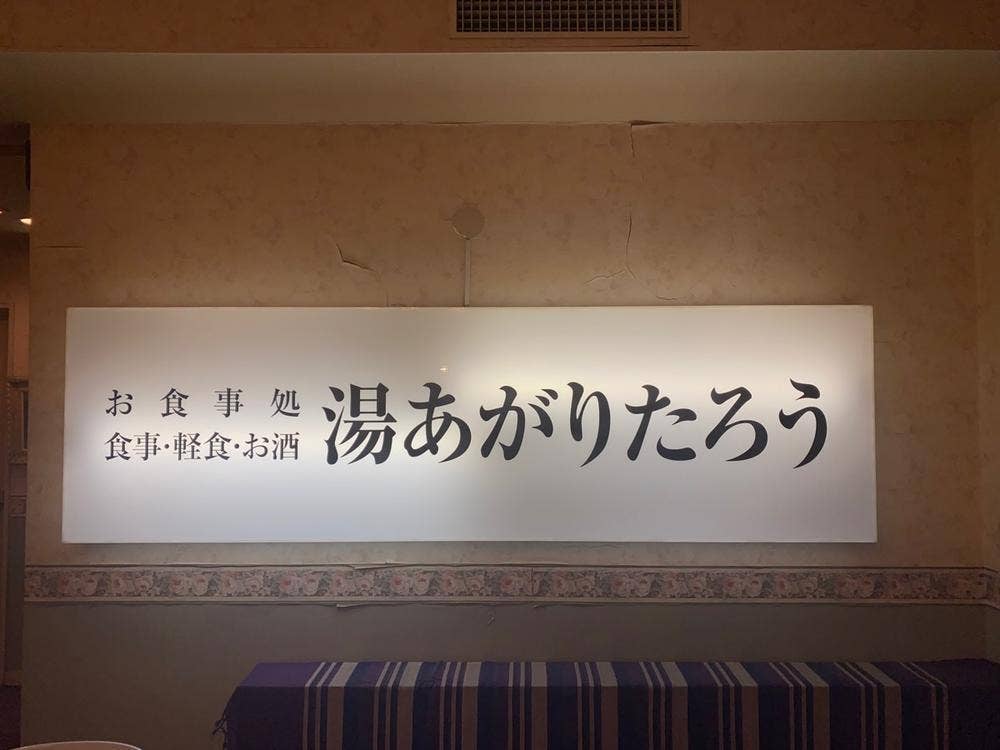 お食事処
食事・軽食・お酒
湯あがりたろう